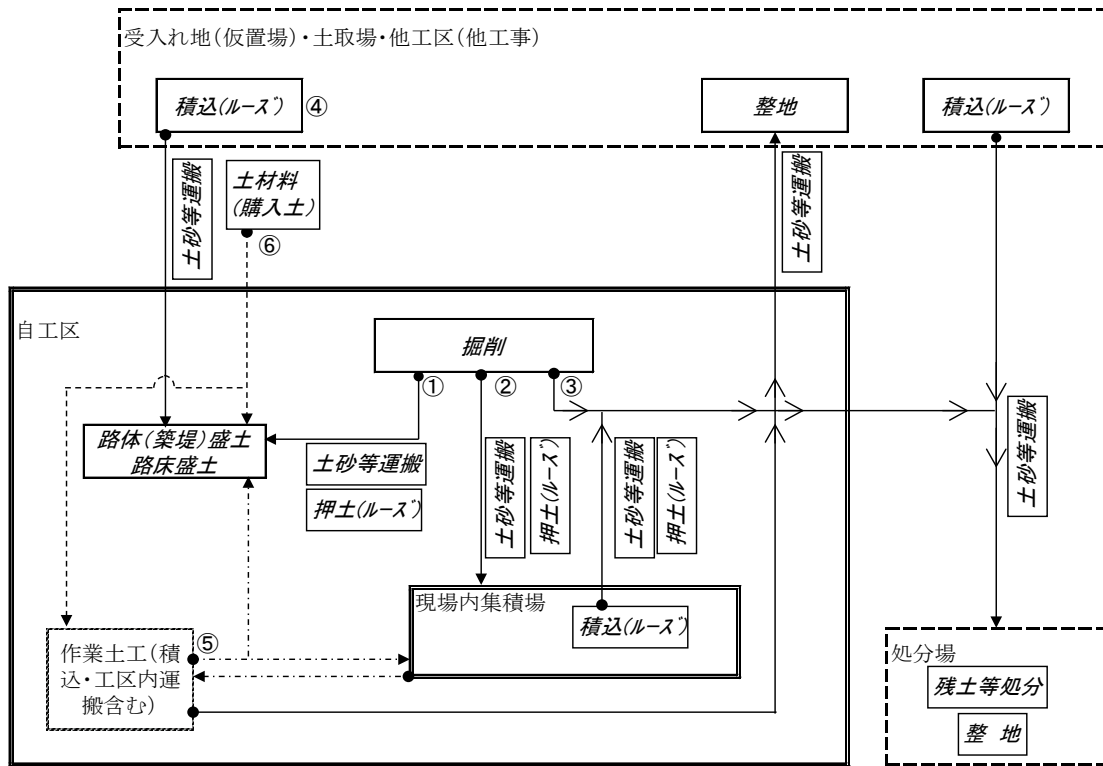 受入れ地(仮置場)・土取場・他工区(他工事)
積込(ﾙｰｽﾞ)
④
整地
積込(ﾙｰｽﾞ)
土砂等運搬
土材料
(購入土)
⑥
土砂等運搬
自工区
掘削
①
②
③
路体(築堤)盛土
路床盛土
土砂等運搬
押土(ﾙｰｽﾞ)
土砂等運搬
押土(ﾙｰｽﾞ)
土砂等運搬
押土(ﾙｰｽﾞ)
土砂等運搬
現場内集積場
積込(ﾙｰｽﾞ)
作業土工(積
込・工区内運
搬含む)
⑤
処分場
残土等処分
整 地